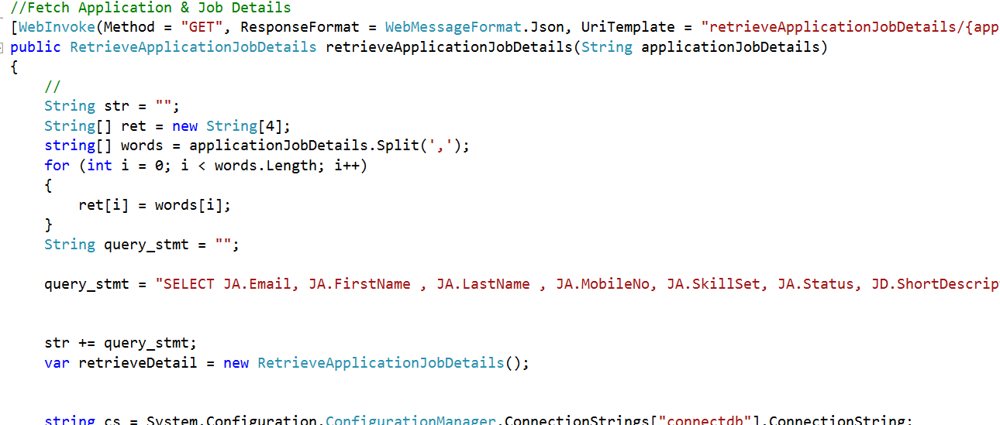 //Fetch Application & Job Details
[WebInvoke(Method = "GET", ResponseFormat = WebMessageFormat.Json, UriTemplate = "retrieveApplicationJobDetails/{app
public RetrieveApplicationJobDetails retrieveApplicationJobDetails(String applicationJobDetails)
{
//
String str = "";
String[] ret = new String[4];
string[] words = applicationJobDetails.Split(',');
for (int i = 0; i < words.Length; i++)
{
ret[i] = words[i];
}
String query_stmt = "";
query_stmt = "SELECT JA.Email, JA.FirstName , JA.LastName , JA.MobileNo, JA.SkillSet, JA.Status, JD.ShortDescrip
str += query_stmt;
var retrieveDetail = new RetrieveApplicationJobDetails();
string cs = System.Configuration.ConfigurationManager.ConnectionStrings["connectdb"].ConnectionString;